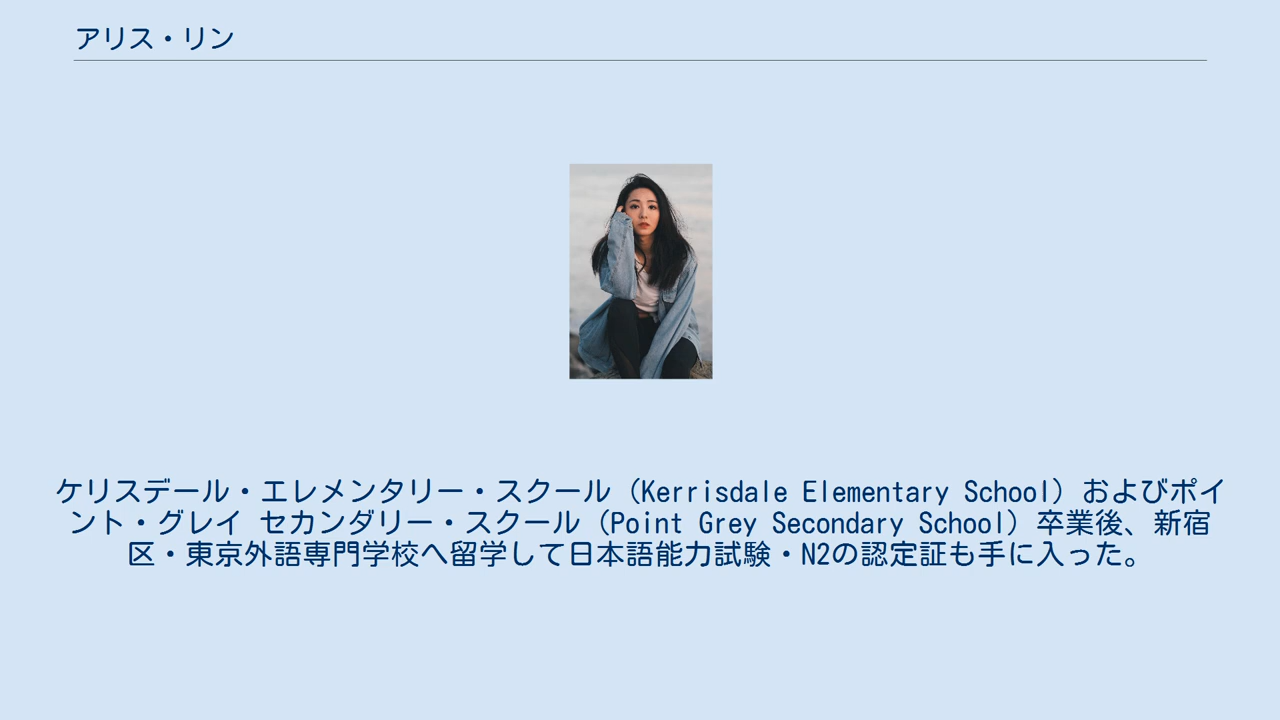 アリス・リン
ケリスデール・エレメンタリー・スクール（Kerrisdale Elementary School）およびポイ
ント・グレイ セカンダリー・スクール（Point Grey Secondary School）卒業後、新宿
区・東京外語専門学校へ留学して日本語能力試験・N2の認定証も手に入った。